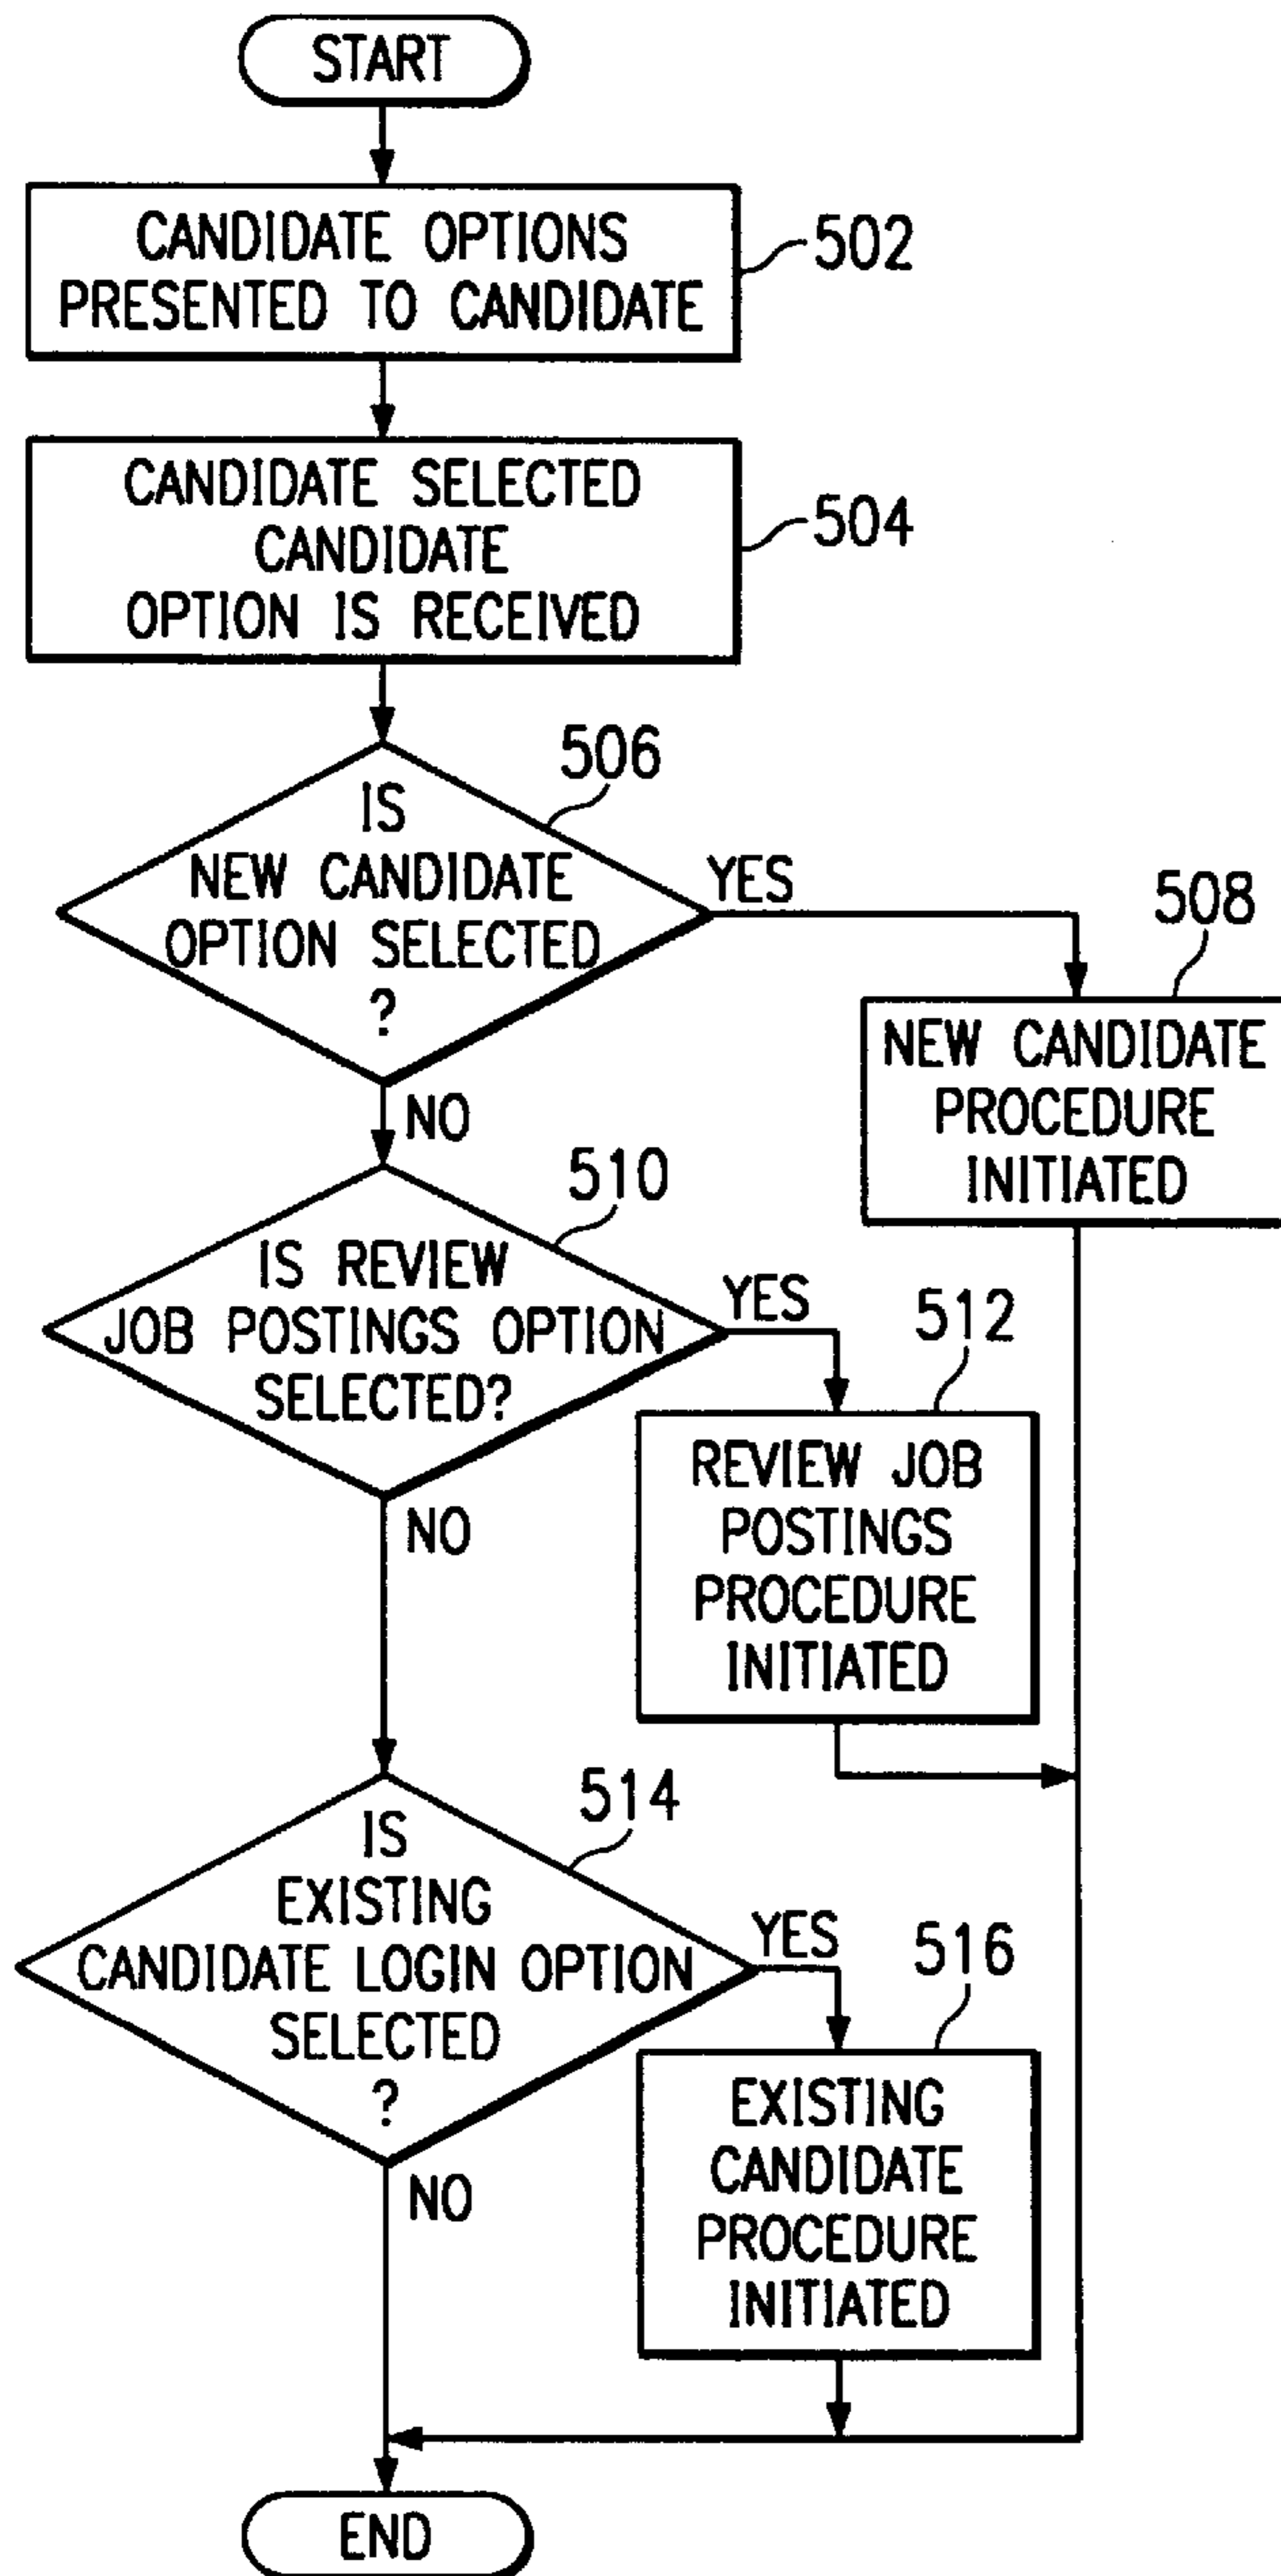 START
CANDIDATE OPTIONS
PRESENTED TO CANDIDATE
502
CANDIDATE SELECTED
CANDIDATE
OPTION IS RECEIVED
504
506
IS
NEW CANDIDATE
OPTION SELECTED
?
YES
508
NEW CANDIDATE
PROCEDURE
INITIATED
NO
510
IS REVIEW
JOB POSTINGS OPTION
SELECTED?
YES
512
REVIEW JOB
POSTINGS
PROCEDURE
INITIATED
NO
514
IS
EXISTING
CANDIDATE LOGIN OPTION
SELECTED
?
YES
516
EXISTING
CANDIDATE
PROCEDURE
INITIATED
NO
END